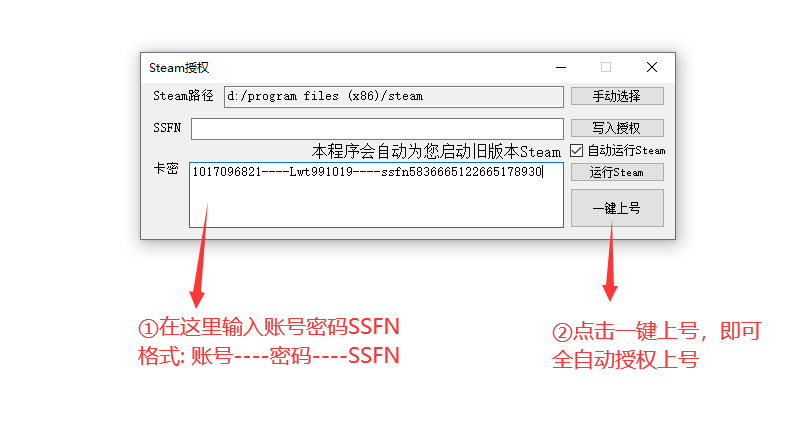 Steam授权
Steam路径 d:/program files (x86)/steam 手动选择
SSFN 写入授权
本程序会自动为您启动旧版本Steam 自动运行Steam
卡密 1017096821----Lwt991019----ssfn5836665122665178930 运行Steam
一键上号
①在这里输入账号密码SSFN
格式: 账号----密码----SSFN
②点击一键上号，即可
全自动授权上号